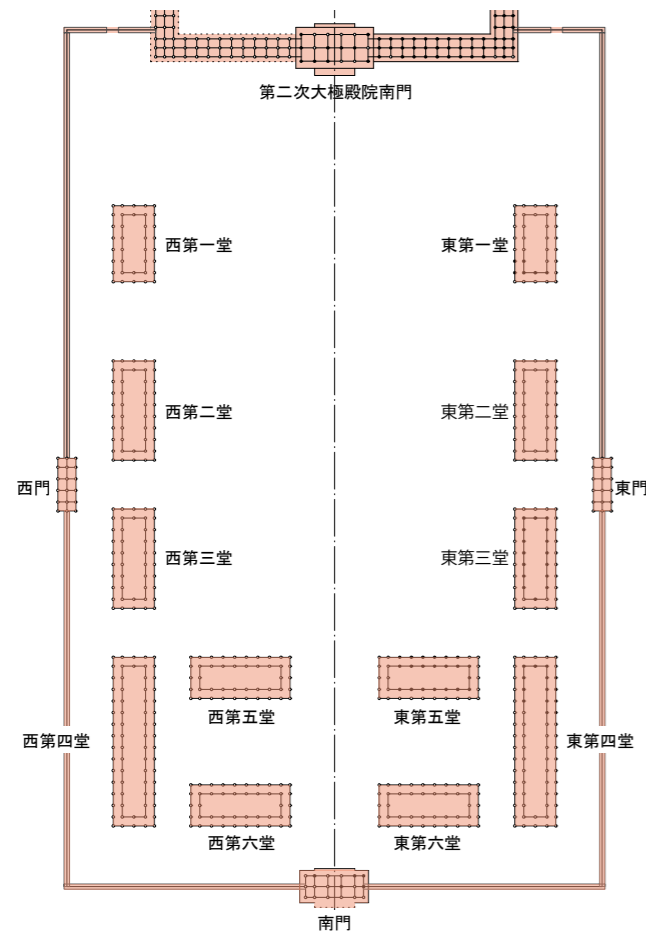 第二次大極殿院南門
西第一堂
東第一堂
西第二堂
東第二堂
西門
東門
西第三堂
東第三堂
西第五堂
東第五堂
西第四堂
東第四堂
西第六堂
東第六堂
南門